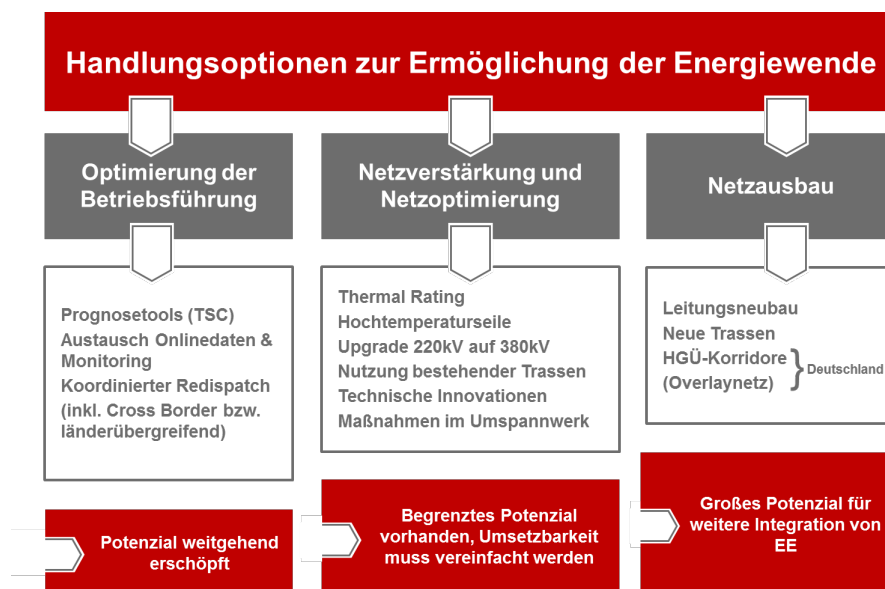 Handlungsoptionen zur Ermöglichung der Energiewende
Optimierung der
Betriebsführung
Netzverstärkung und
Netzoptimierung
Netzausbau
Prognosetools (TSC)
Austausch Onlinedaten &
Monitoring
Koordinierter Redispatch
(inkl. Cross Border bzw.
länderübergreifend)
Thermal Rating
Hochtemperaturseile
Upgrade 220kV auf 380kV
Nutzung bestehender Trassen
Technische Innovationen
Maßnahmen im Umspannwerk
Leitungsneubau
Neue Trassen
HGÜ-Korridore
(Overlaynetz)
} Deutschland
Potenzial weitgehend
erschöpft
Begrenztes Potenzial
vorhanden, Umsetzbarkeit
muss vereinfacht werden
Großes Potenzial für
weitere Integration von
EE